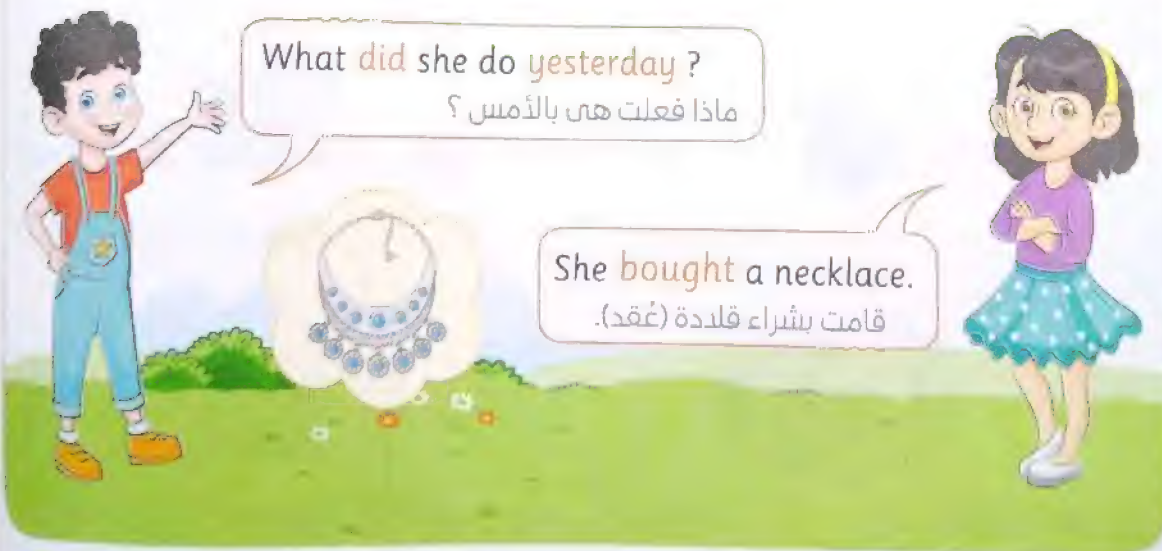 What did she do yesterday ?
ماذا فعلت هى بالأمس ؟
She bought a necklace.
قامت بشراء قلادة (عُقد).